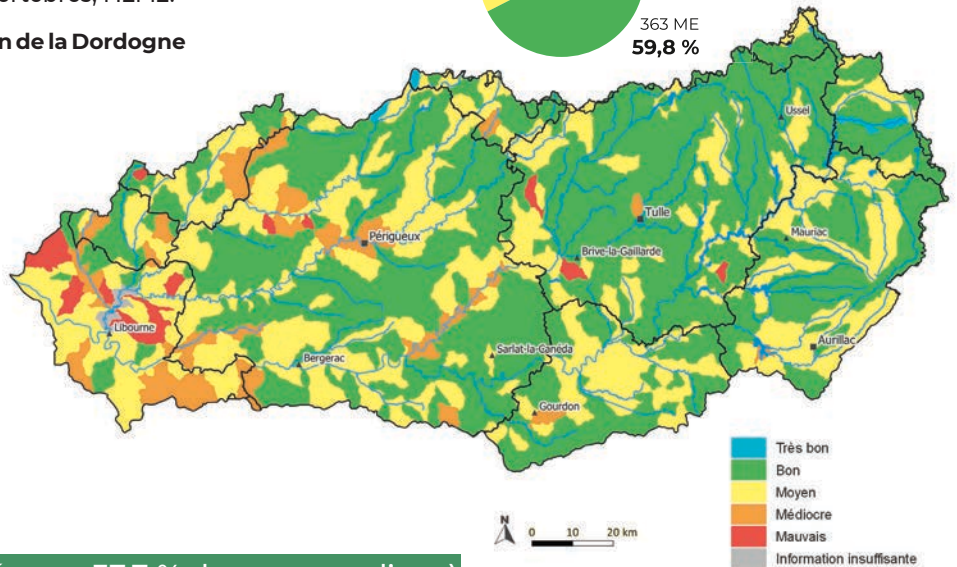 n de la Dordogne
363 ME
59,8 %
Ussel
Tulle
Mauriac
Périgueux
Brive-la-Gaillarde
Libourne
Aurillac
Sarlat-la-Canéda
Bergerac
Gourdon
Très bon
Bon
Moyen
Médiocre
Mauvais
Information insuffisante
N
0 10 20 km